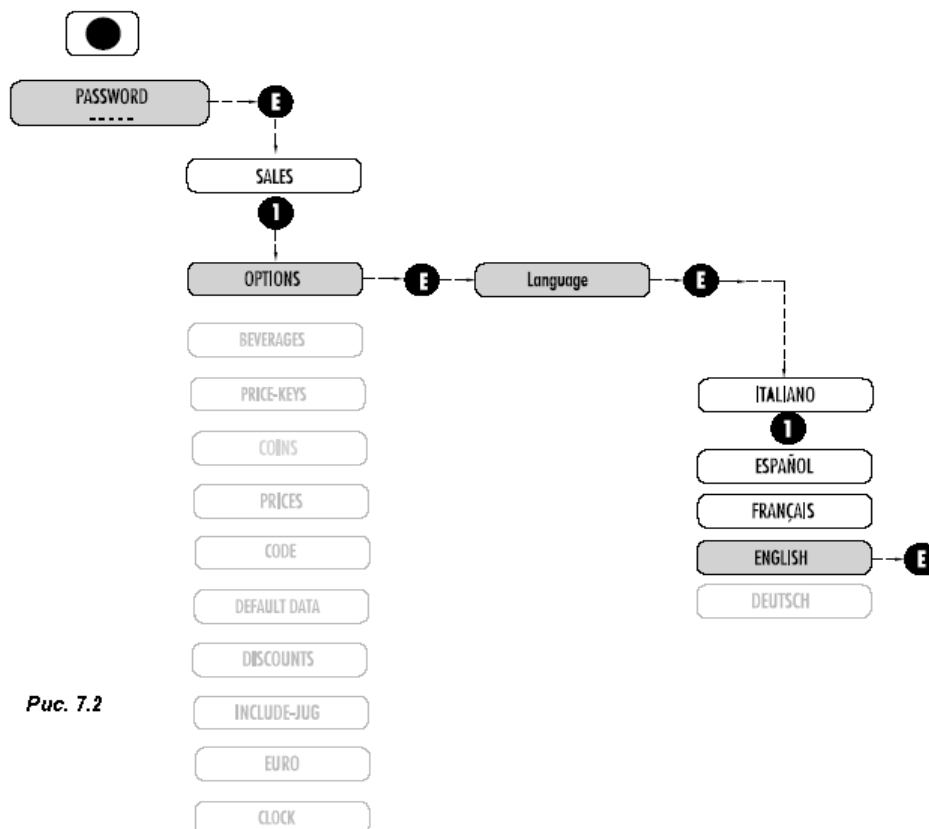 PASSWORD
-----
E
SALES
1
OPTIONS
E
Language
E
BEVERAGES
PRICE-KEYS
COINS
PRICES
CODE
DEFAULT DATA
DISCOUNTS
INCLUDE-JUG
EURO
CLOCK
ITALIANO
1
ESPAÑOL
FRANÇAIS
ENGLISH
E
DEUTSCH
Рис. 7.2